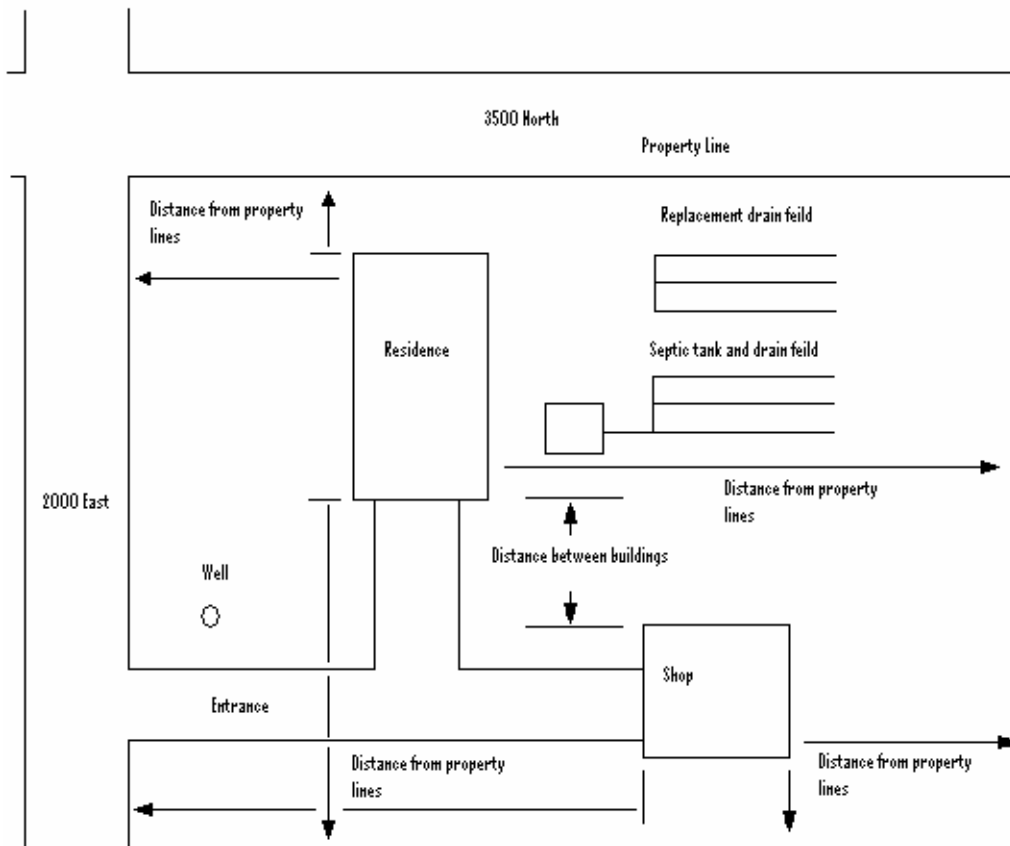 3500 North
Property Line
Distance from property
lines
Replacement drain feild
Residence
Septic tank and drain feild
2000 East
Distance from property
lines
Distance between buildings
Well
Shop
Entrance
Distance from property
lines
Distance from property
lines